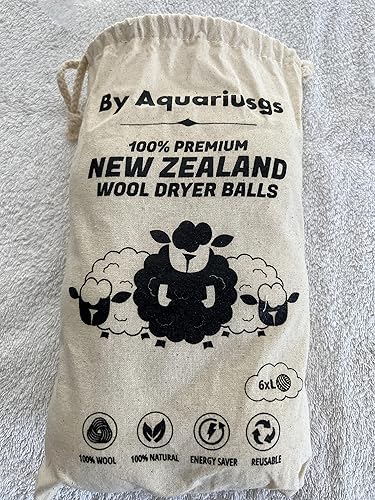 By Aquariusgs
100% PREMIUM
NEW ZEALAND
WOOL DRYER BALLS
6xL
100% WOOL 100% NATURAL ENERGY SAVER REUSABLE